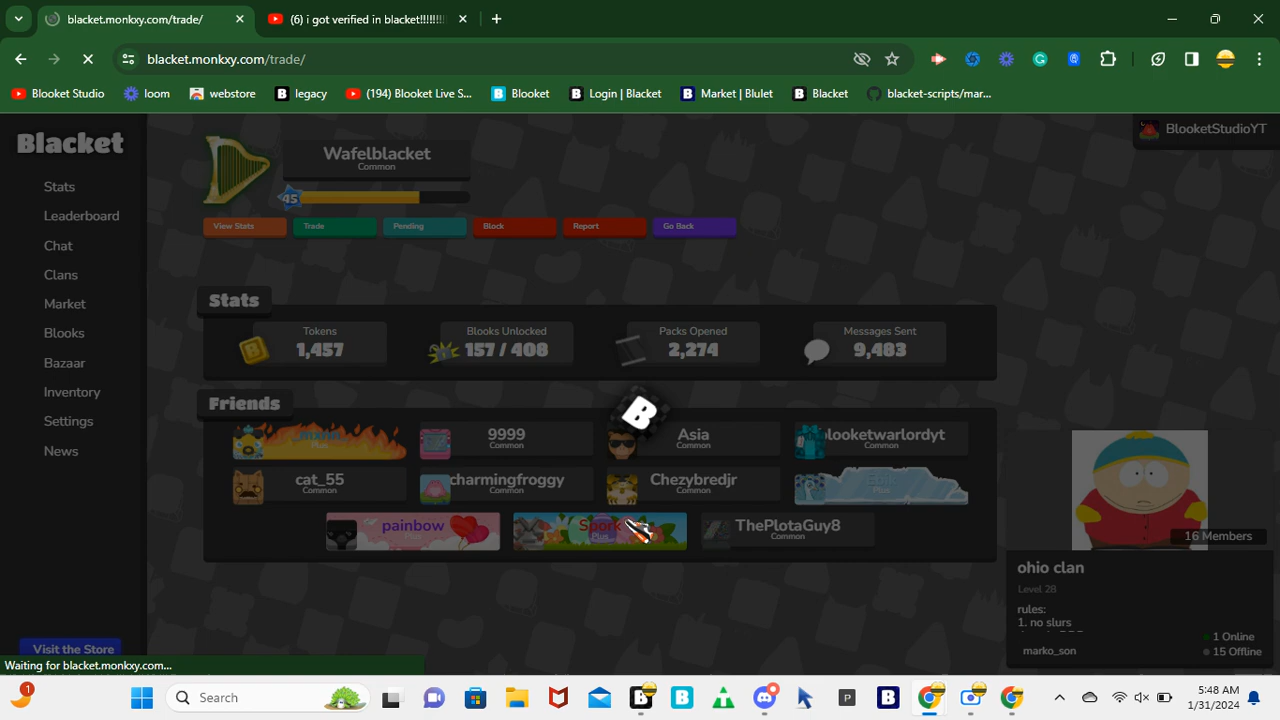 blacket.monkxy.com/trade/
(6) i got verified in blacket!!!!!!!!
blacket.monkxy.com/trade/
Blooket Studio
loom
webstore
legacy
(194) Blooket Live S...
Blooket
Login | Blacket
Market | Blulet
Blacket
blacket-scripts/mar...
Blacket
BlooketStudioYT
Stats
Leaderboard
Chat
Clans
Market
Blooks
Bazaar
Inventory
Settings
News
Visit the Store
Wafelblacket
Common
45
View Stats
Trade
Pending
Block
Report
Go Back
Stats
Tokens
1,457
Blooks Unlocked
157 / 408
Packs Opened
2,274
Messages Sent
9,483
Friends
_mxnn_
Plus
9999
Common
Asia
Common
blooketwarlordyt
Common
cat_55
Common
charmingfroggy
Common
Chezybredjr
Common
Plus
painbow
Plus
Spork
Plus
ThePlotaGuy8
Common
B
16 Members
ohio clan
Level 28
rules:
1. no slurs
marko_son
1 Online
15 Offline
Waiting for blacket.monkxy.com...
1
Search
5:48 AM
1/31/2024